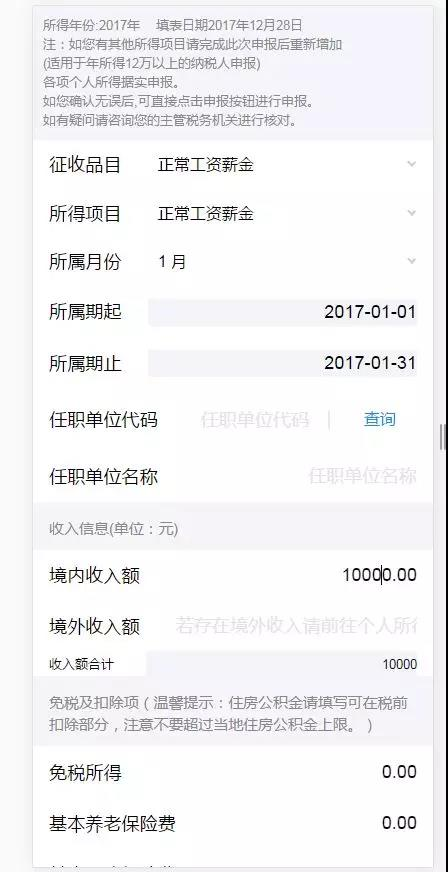 所得年份:2017年 填表日期2017年12月28日
注：如您有其他所得项目请完成此次申报后重新增加
(适用于年所得12万以上的纳税人申报)
各项个人所得据实申报。
如您确认无误后,可直接点击申报按钮进行申报。
如有疑问请咨询您的主管税务机关进行核对。
征收品目 正常工资薪金
所得项目 正常工资薪金
所属月份 1 月
所属期起 2017-01-01
所属期止 2017-01-31
任职单位代码 任职单位代码 查询
任职单位名称 任职单位名称
收入信息(单位：元)
境内收入额 10000.00
境外收入额 若存在境外收入请前往个人所得
收入额合计 10000
免税及扣除项（温馨提示：住房公积金请填写可在税前
扣除部分，注意不要超过当地住房公积金上限。）
免税所得 0.00
基本养老保险费 0.00